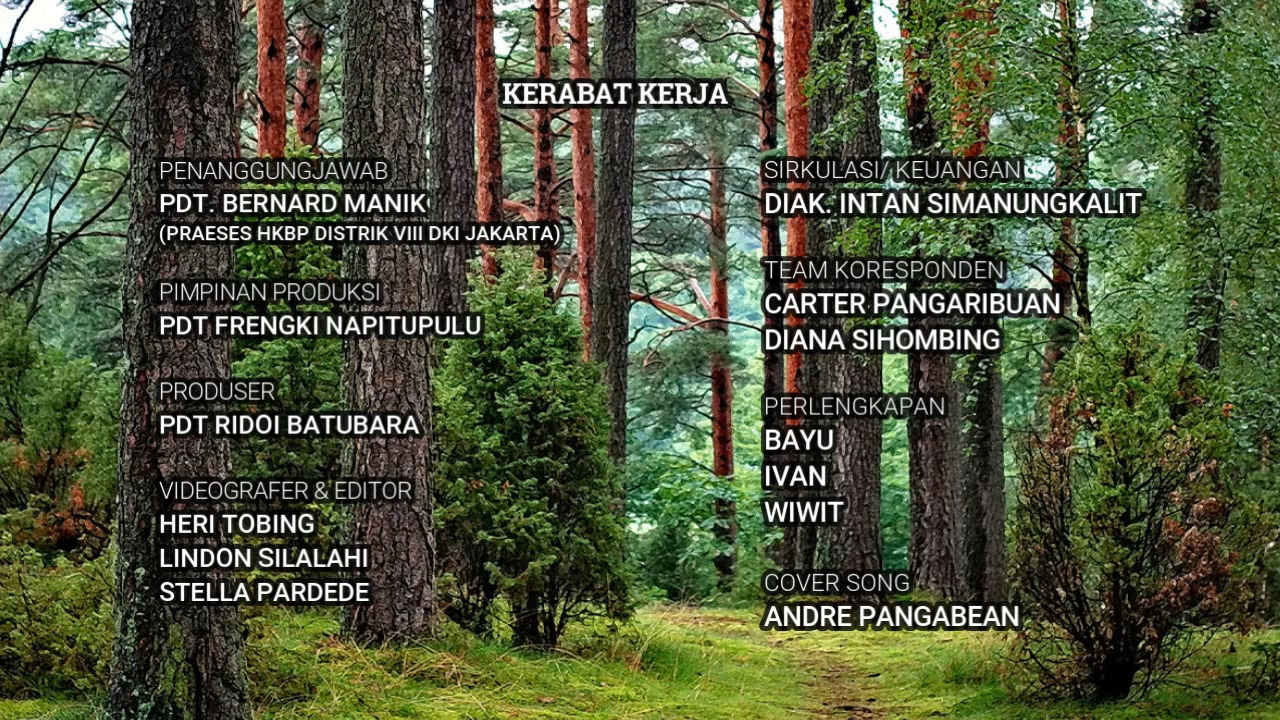 KERABAT KERJA
PENANGGUNGJAWAB
PDT. BERNARD MANIK
(PRAESES HKBP DISTRIK VIII DKI JAKARTA)
PIMPINAN PRODUKSI
PDT FRENGKI NAPITUPULU
PRODUSER
PDT RIDOI BATUBARA
VIDEOGRAFER & EDITOR
HERI TOBING
LINDON SILALAHI
STELLA PARDEDE
SIRKULASI/ KEUANGAN
DIAK. INTAN SIMANUNGKALIT
TEAM KORESPONDEN
CARTER PANGARIBUAN
DIANA SIHOMBING
PERLENGKAPAN
BAYU
IVAN
WIWIT
COVER SONG
ANDRE PANGABEAN